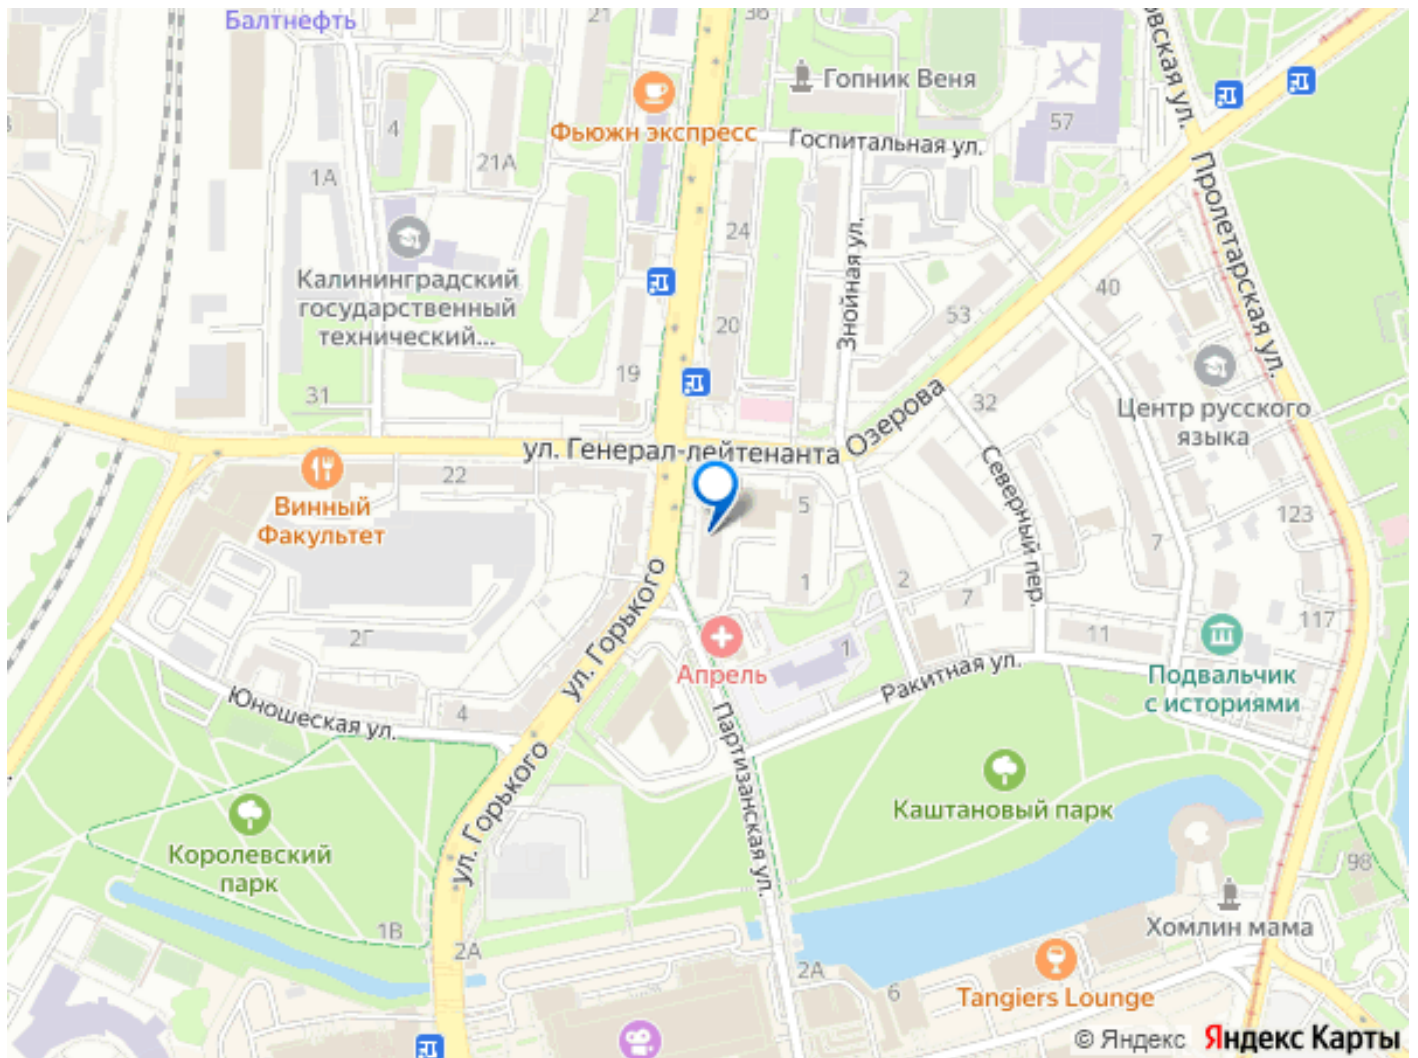 Балтнефть
21
36
Гопник Веня
Фьюжн экспресс
4
57
Госпитальная ул.
21А
1А
Пролетарская ул.
24
Знойная ул.
Калининградский
государственный
технический...
40
53
20
19
31
32
Центр русского
языка
ул. Генерал-лейтенанта
Озерова
22
Северный пер.
Винный
Факультет
5
123
7
1
2
7
ул. Горького
2Г
11
117
1
Апрель
Ракитная ул.
Подвальчик
с историями
Юношеская ул.
4
Партизанская ул.
ул. Горького
Каштановый парк
Королевский
парк
98
1В
2А
Хомлин мама
2А
6
Tangiers Lounge
© Яндекс Яндекс Карты